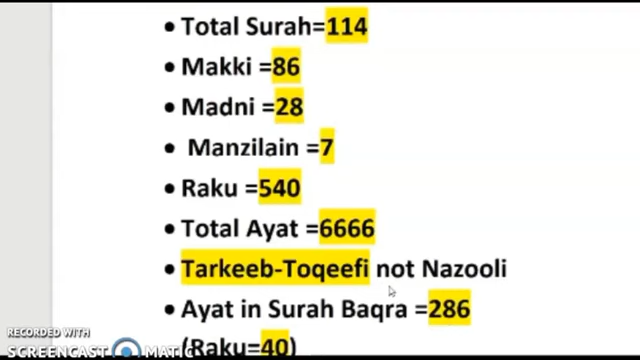 • Total Surah=114
• Makki =86
• Madni =28
• Manzilain =7
• Raku =540
• Total Ayat =6666
• Tarkeeb-Toqeefi not Nazooli
• Ayat in Surah Baqra =286
(Raku=40)
RECORDED WITH
SCREENCAST MATIC